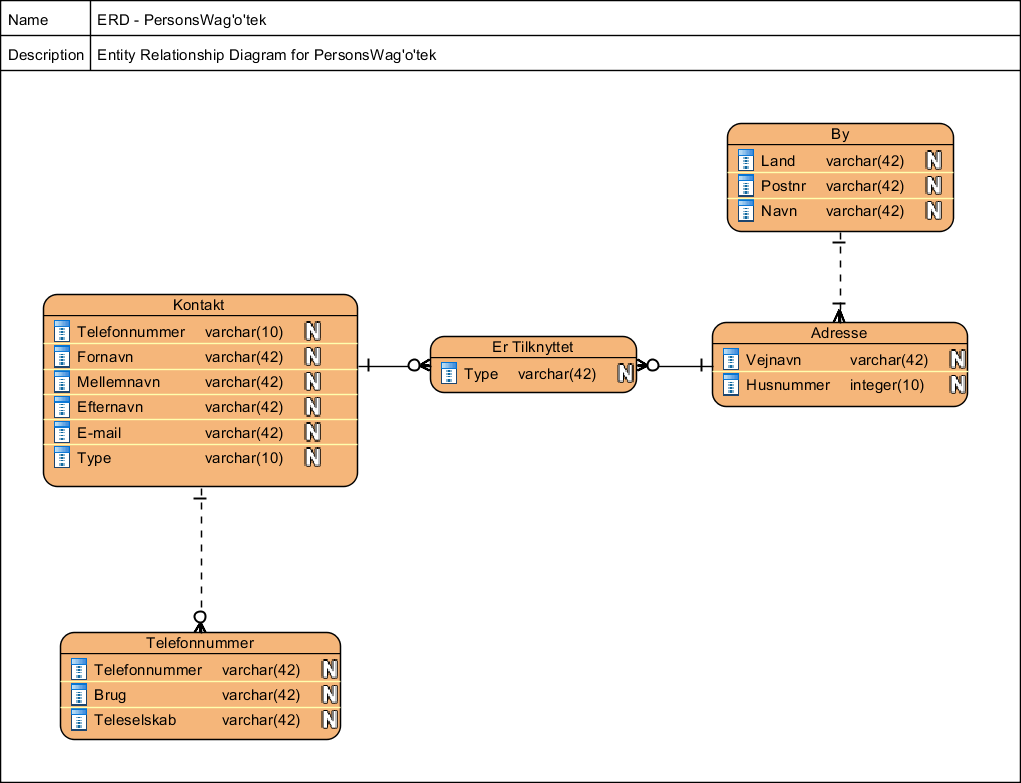 Name ERD - PersonsWag'o'tek
Description Entity Relationship Diagram for PersonsWag'o'tek
By
Land varchar(42) N
Postnr varchar(42) N
Navn varchar(42) N
Kontakt
Telefonnummer varchar(10) N
Fornavn varchar(42) N
Mellemnavn varchar(42) N
Efternavn varchar(42) N
E-mail varchar(42) N
Type varchar(10) N
Er Tilknyttet
Type varchar(42) N
Adresse
Vejnavn varchar(42) N
Husnummer integer(10) N
Telefonnummer
Telefonnummer varchar(42) N
Brug varchar(42) N
Teleselskab varchar(42) N